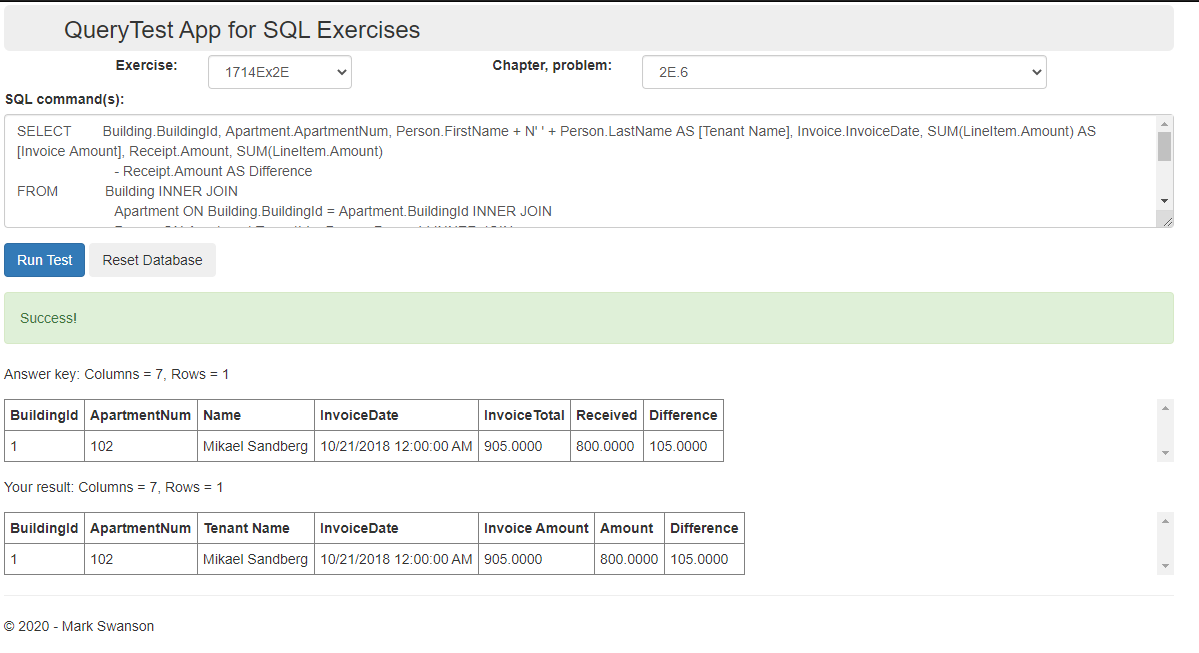 QueryTest App for SQL Exercises
Exercise: 1714Ex2E Chapter, problem: 2E.6
SQL command(s):
SELECT Building.BuildingId, Apartment.ApartmentNum, Person.FirstName + N' ' + Person.LastName AS [Tenant Name], Invoice.InvoiceDate, SUM(LineItem.Amount) AS
[Invoice Amount], Receipt.Amount, SUM(LineItem.Amount)
- Receipt.Amount AS Difference
FROM Building INNER JOIN
Apartment ON Building.BuildingId = Apartment.BuildingId INNER JOIN
Run Test Reset Database
Success!
Answer key: Columns = 7, Rows = 1
BuildingId ApartmentNum Name InvoiceDate InvoiceTotal Received Difference
1 102 Mikael Sandberg 10/21/2018 12:00:00 AM 905.0000 800.0000 105.0000
Your result: Columns = 7, Rows = 1
BuildingId ApartmentNum Tenant Name InvoiceDate Invoice Amount Amount Difference
1 102 Mikael Sandberg 10/21/2018 12:00:00 AM 905.0000 800.0000 105.0000
© 2020 - Mark Swanson